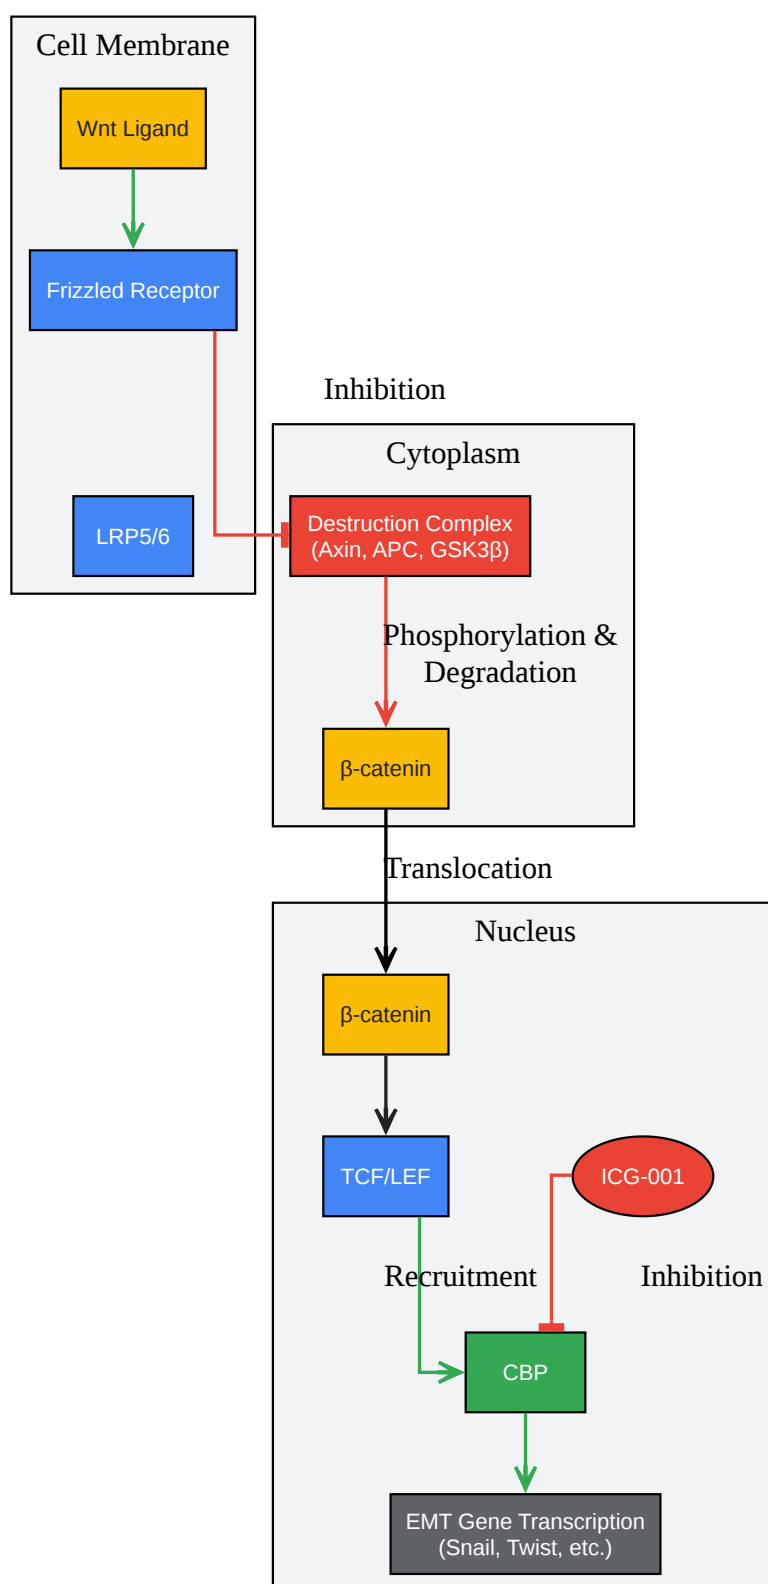 Cell Membrane
Wnt Ligand
Frizzled Receptor
LRP5/6
Inhibition
Cytoplasm
Destruction Complex
(Axin, APC, GSK3β)
Phosphorylation &
Degradation
β-catenin
Translocation
Nucleus
β-catenin
TCF/LEF
ICG-001
Recruitment
Inhibition
CBP
EMT Gene Transcription
(Snail, Twist, etc.)